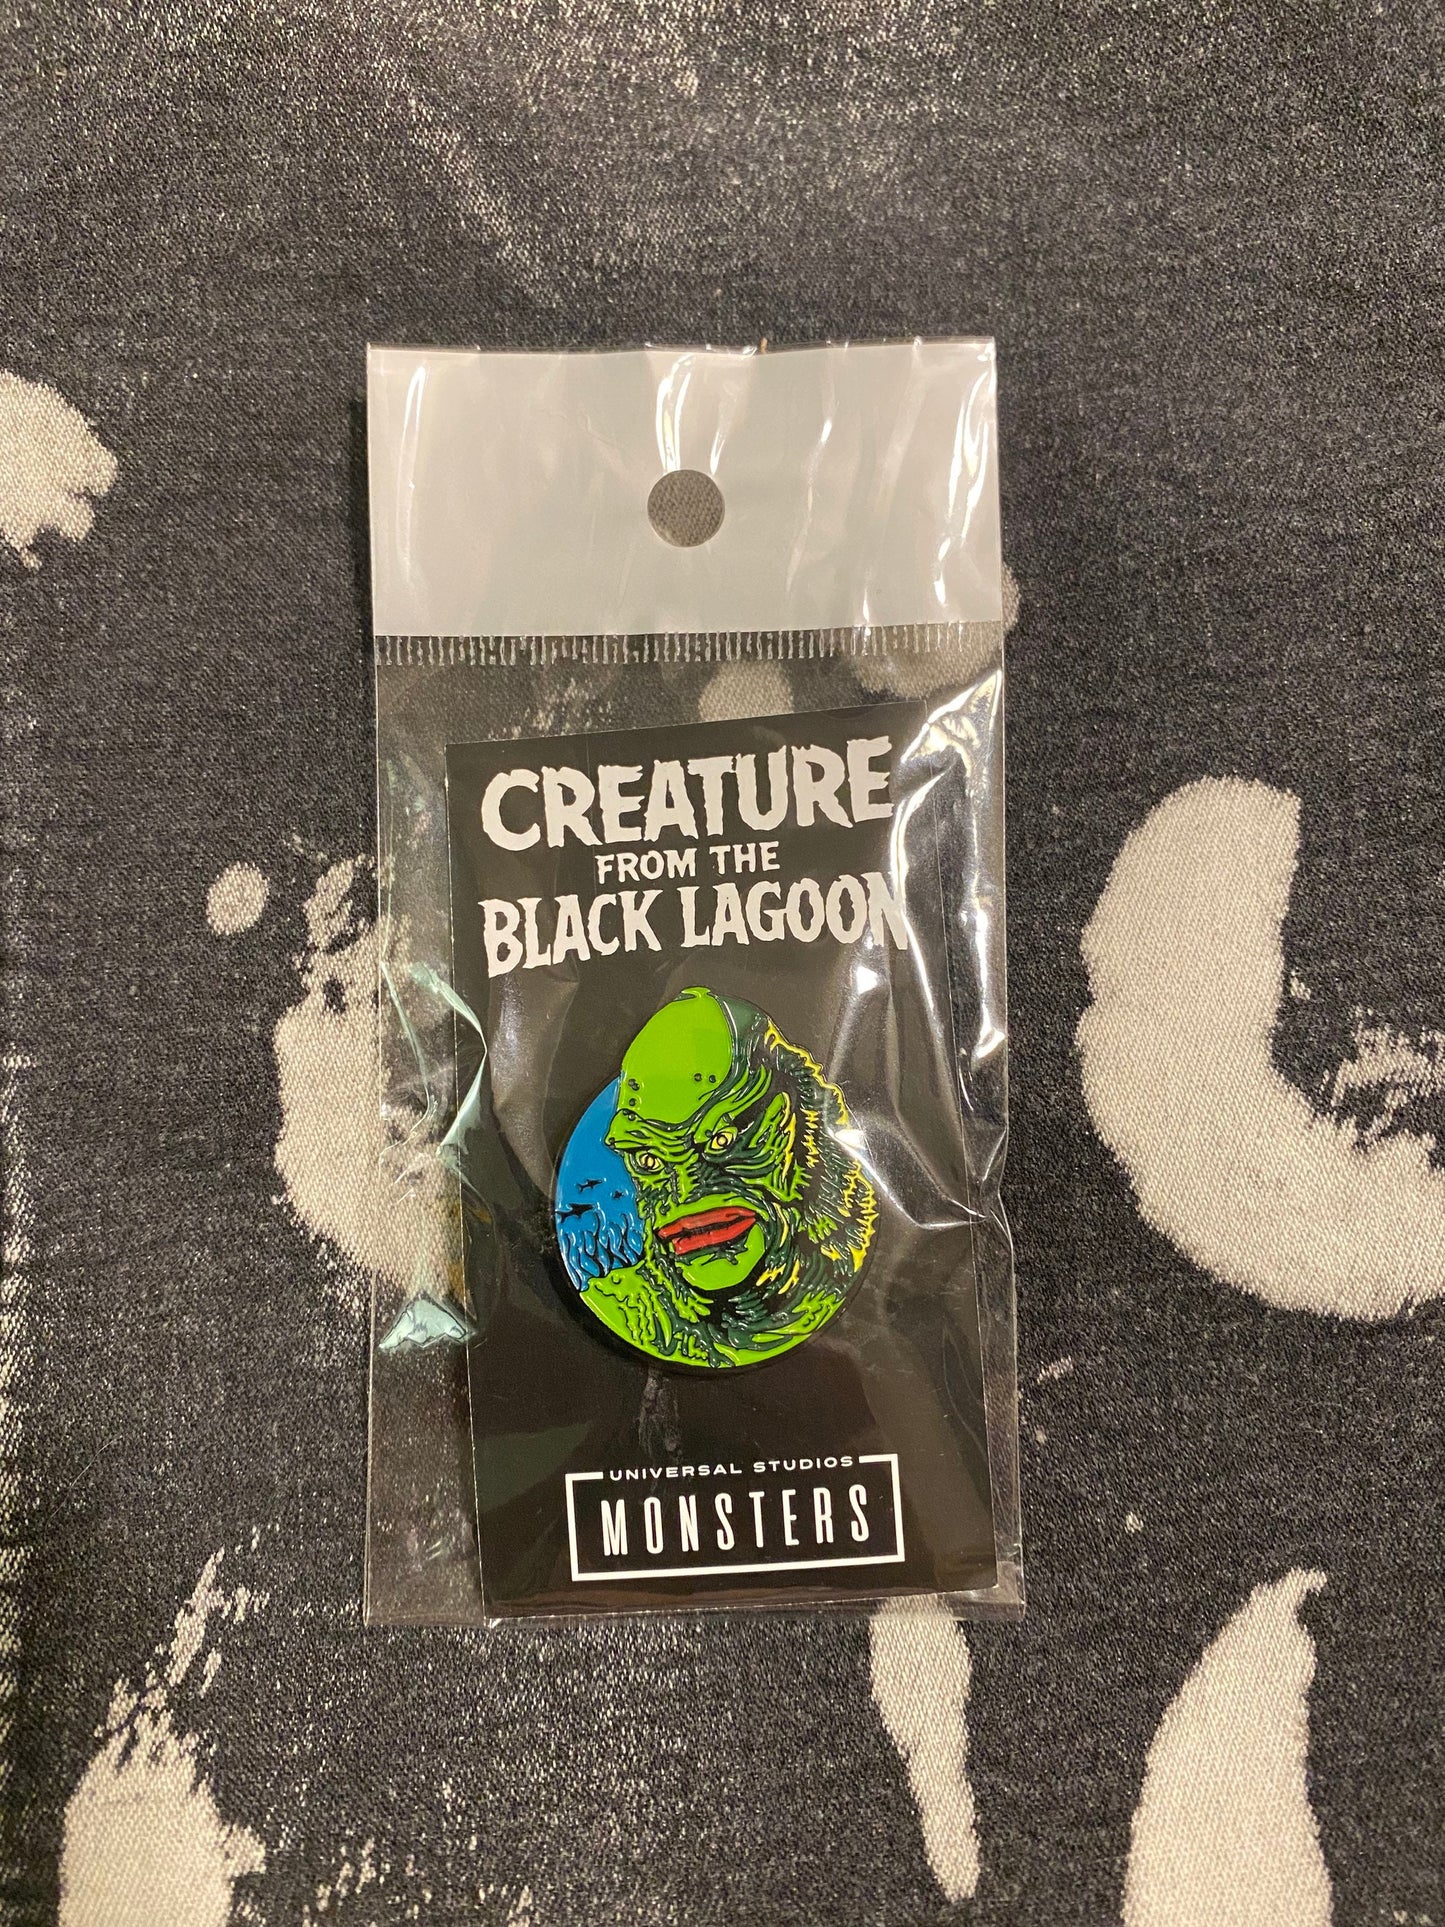 CREATURE
FROM THE
BLACK LAGOON
UNIVERSAL STUDIOS
MONSTERS